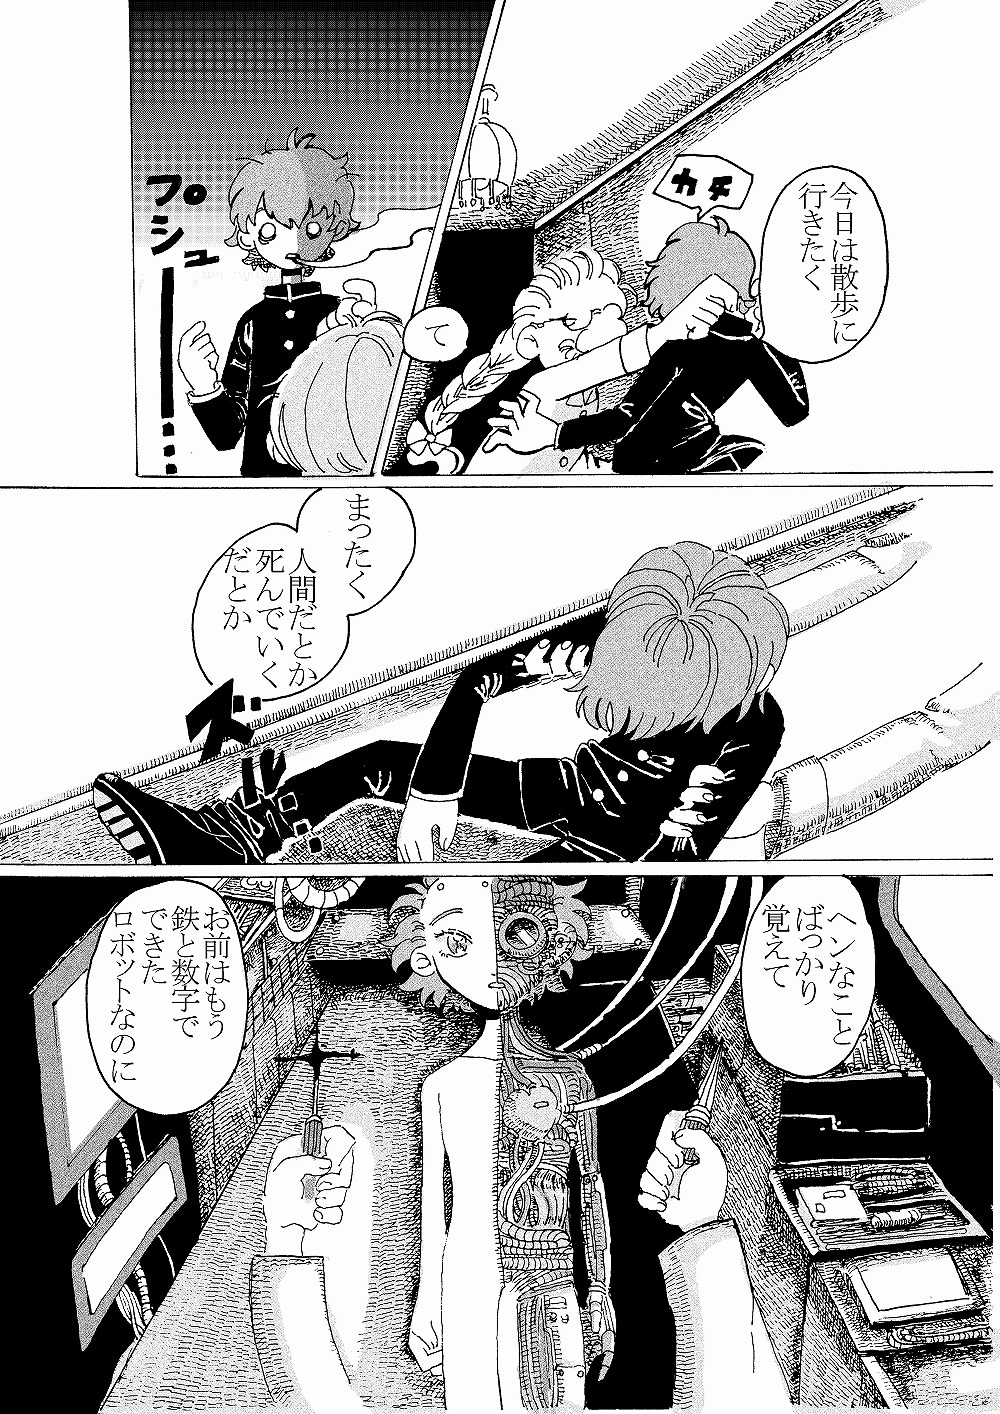 今日は散歩に
行きたく
カチ
て
プシューーー……
まったく
人間だとか
死んでいく
だとか
ズ
ヘンなこと
ばっかり
覚えて
お前はもう
鉄と数字で
できた
ロボットなのに